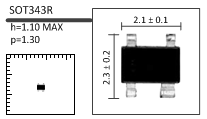 SOT343R
h=1.10 MAX
p=1.30
2.1 ± 0.1
2.3 ± 0.2